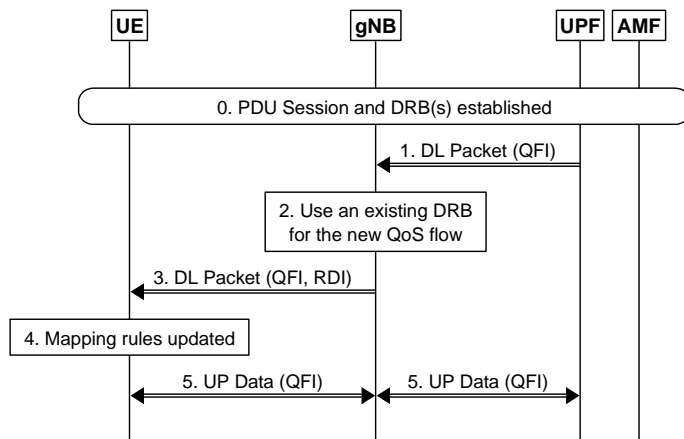 UE gNB UPF AMF
0. PDU Session and DRB(s) established
1. DL Packet (QFI)
2. Use an existing DRB
for the new QoS flow
3. DL Packet (QFI, RDI)
4. Mapping rules updated
5. UP Data (QFI) 5. UP Data (QFI)